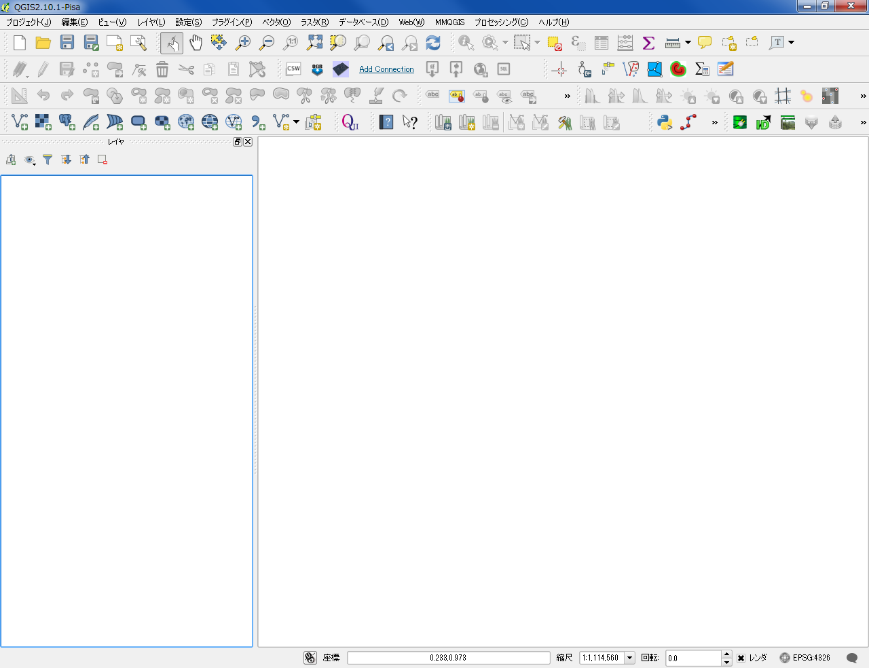 QGIS2.10.1-Pisa
プロジェクト(J) 編集(E) ビュー(V) レイヤ(L) 設定(S) プラグイン(P) ベクタ(O) ラスタ(R) データベース(D) Web(W) MMQGIS プロセッシング(C) ヘルプ(H)
CSW Add Connection
レイヤ
座標 0.288,0.973 縮尺 1:1,114,560 回転: 0.0 レンダ EPSG:4326